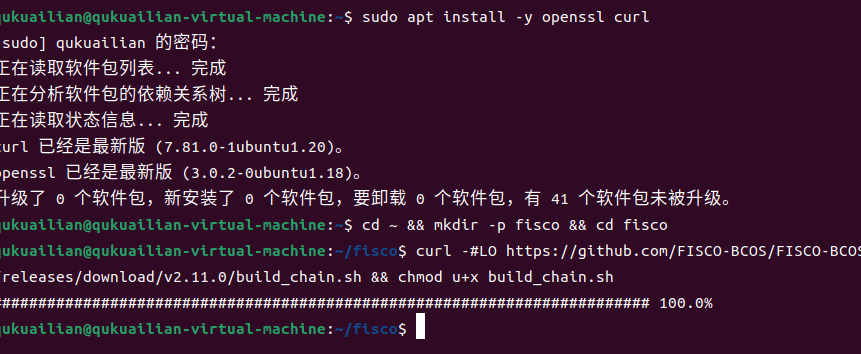 qukuailian@qukuailian-virtual-machine:~$ sudo apt install -y openssl curl
[sudo] qukuailian 的密码：
正在读取软件包列表... 完成
正在分析软件包的依赖关系树... 完成
正在读取状态信息... 完成
curl 已经是最新版 (7.81.0-1ubuntu1.20)。
openssl 已经是最新版 (3.0.2-0ubuntu1.18)。
升级了 0 个软件包，新安装了 0 个软件包，要卸载 0 个软件包，有 41 个软件包未被升级。
qukuailian@qukuailian-virtual-machine:~$ cd ~ && mkdir -p fisco && cd fisco
qukuailian@qukuailian-virtual-machine:~/fisco$ curl -#LO https://github.com/FISCO-BCOS/FISCO-BCOS
/releases/download/v2.11.0/build_chain.sh && chmod u+x build_chain.sh
######################################################################### 100.0%
qukuailian@qukuailian-virtual-machine:~/fisco$